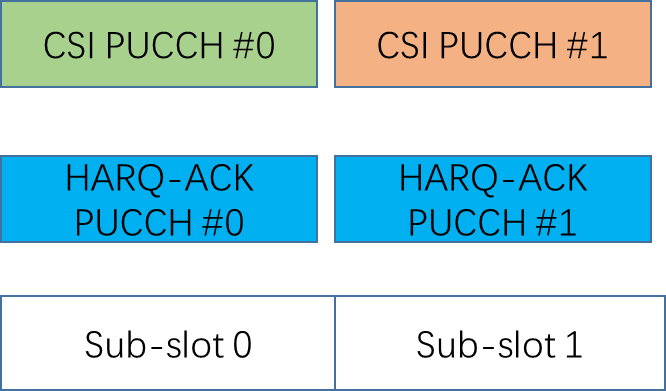 CSI PUCCH #0
CSI PUCCH #1
HARQ-ACK
PUCCH #0
HARQ-ACK
PUCCH #1
Sub-slot 0
Sub-slot 1